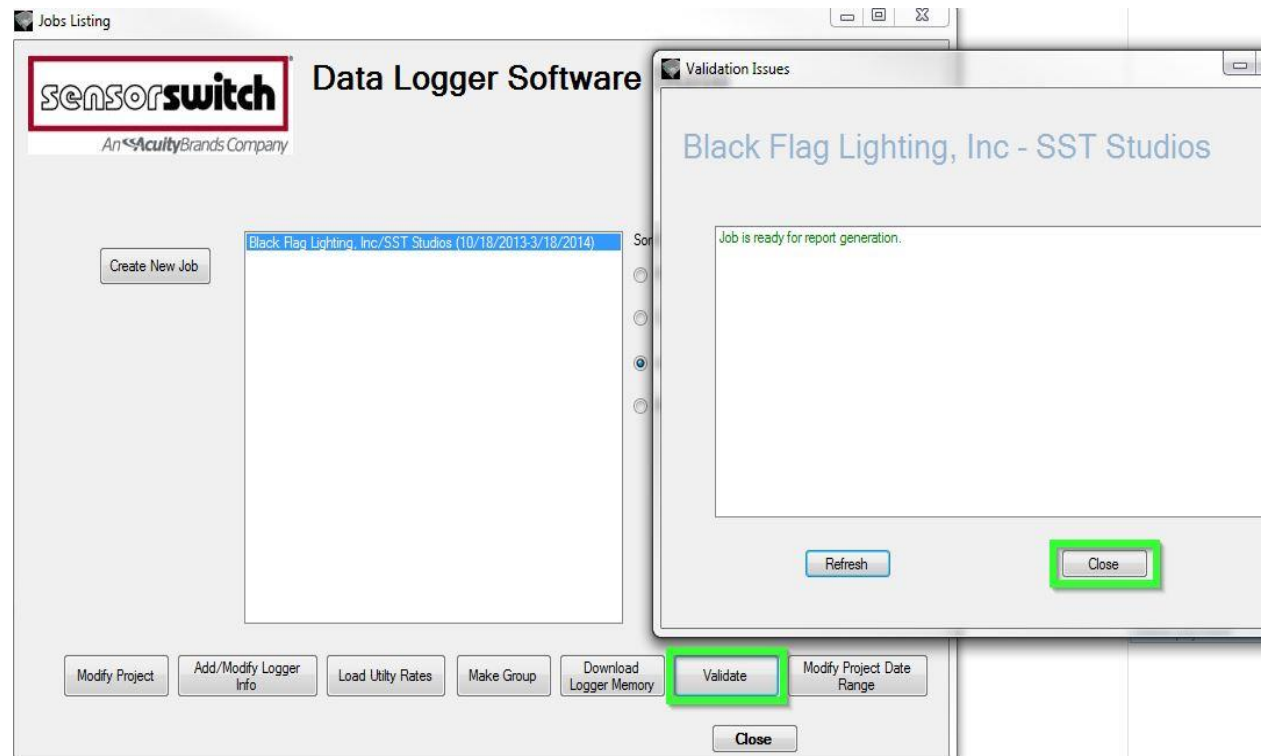 Jobs Listing
sensorswitch
An AcuityBrands Company
Data Logger Software
Create New Job
Black Flag Lighting, Inc/SST Studios (10/18/2013-3/18/2014)
Modify Project
Add/Modify Logger
Info
Load Utilty Rates
Make Group
Download
Logger Memory
Validate
Modify Project Date
Range
Close
Validation Issues
Black Flag Lighting, Inc - SST Studios
Job is ready for report generation.
Refresh
Close